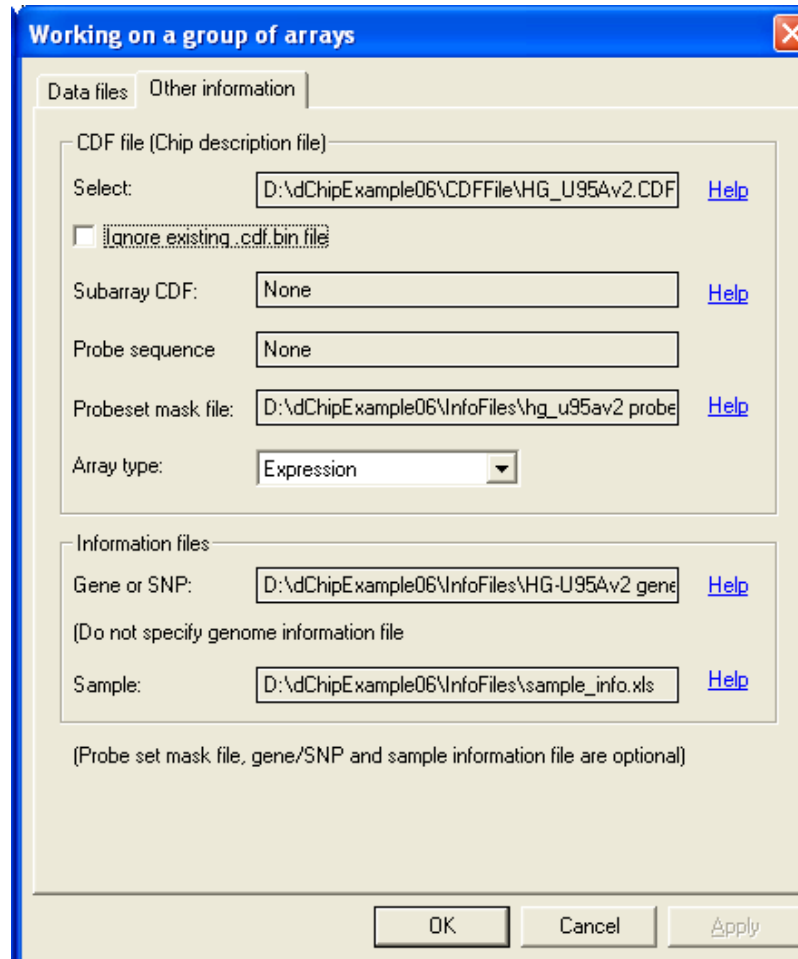 Working on a group of arrays
Data files Other information
CDF file (Chip description file)
Select: D:\dChipExample06\CDFFile\HG_U95Av2.CDF Help
Ignore existing .cdf.bin file
Subarray CDF: None Help
Probe sequence None
Probeset mask file: D:\dChipExample06\InfoFiles\hg_u95av2 probe Help
Array type: Expression
Information files
Gene or SNP: D:\dChipExample06\InfoFiles\HG-U95Av2 gene Help
(Do not specify genome information file
Sample: D:\dChipExample06\InfoFiles\sample_info.xls Help
(Probe set mask file, gene/SNP and sample information file are optional)
OK Cancel Apply